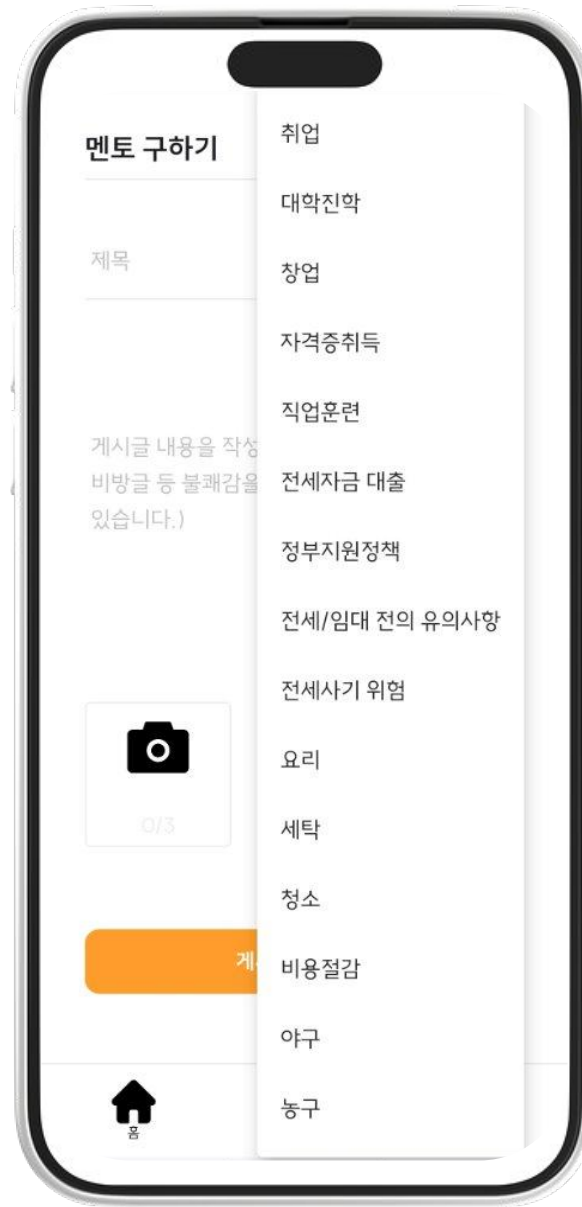 멘토 구하기
제목
게시글 내용을 작성
비방글 등 불쾌감을
있습니다.)
0/3
게
홈
취업
대학진학
창업
자격증취득
직업훈련
전세자금 대출
정부지원정책
전세/임대 전의 유의사항
전세사기 위험
요리
세탁
청소
비용절감
야구
농구